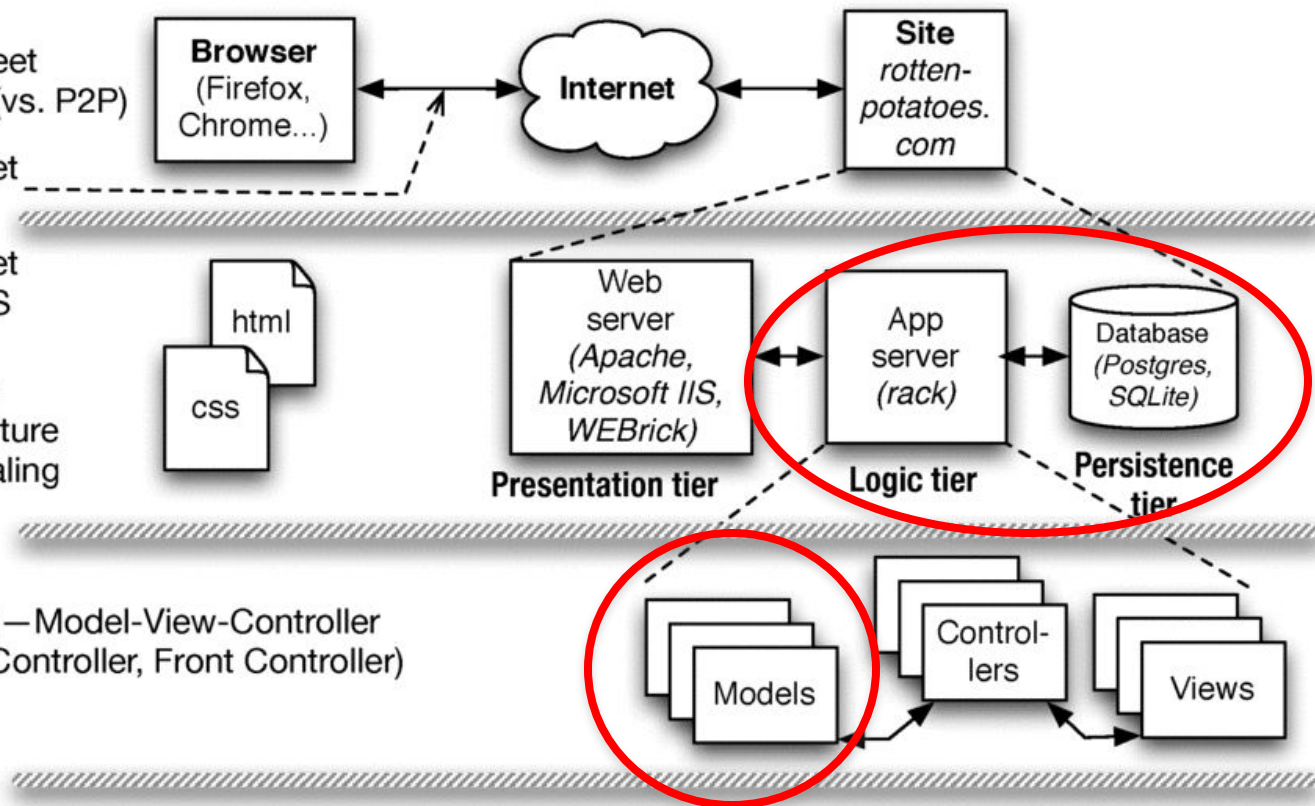 eet
(vs. P2P)
et
Browser
(Firefox,
Chrome...)
Internet
Site
rotten-
potatoes.
com
et
S
ture
aling
html
css
Web
server
(Apache,
Microsoft IIS,
WEBrick)
Presentation tier
App
server
(rack)
Logic tier
Database
(Postgres,
SQLite)
Persistence
tier
—Model-View-Controller
Controller, Front Controller)
Models
Control-
lers
Views